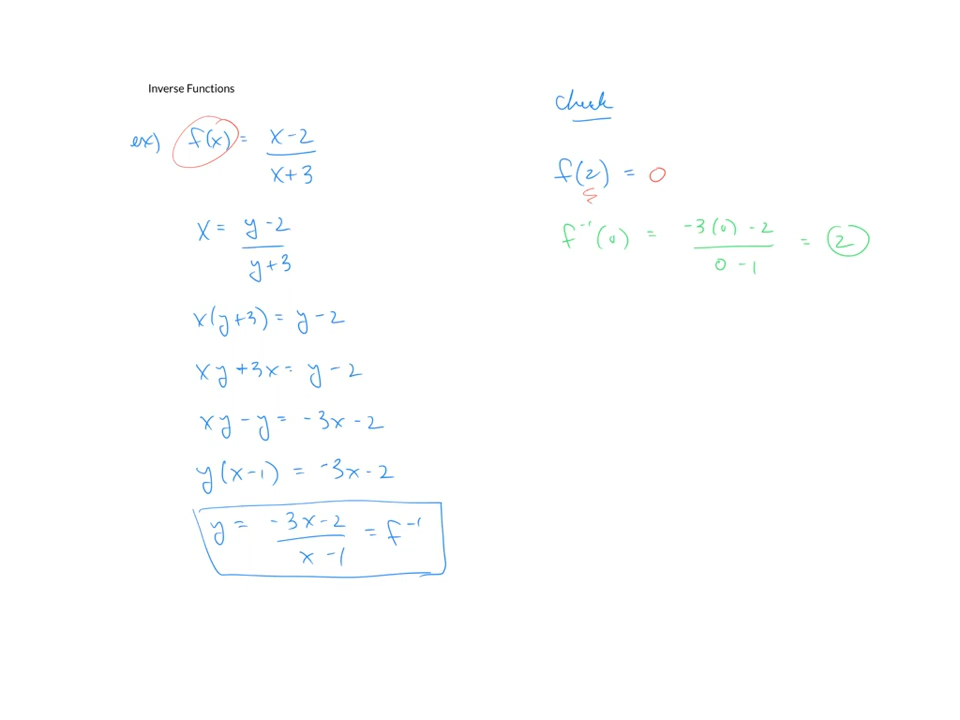 Inverse Functions
ex) f(x) = x-2 / x+3
x = y-2 / y+3
x(y+3) = y-2
xy+3x = y-2
xy-y = -3x-2
y(x-1) = -3x-2
y = -3x-2 / x-1 = f⁻¹
check
f(2) = 0
f⁻¹(0) = -3(0)-2 / 0-1 = 2